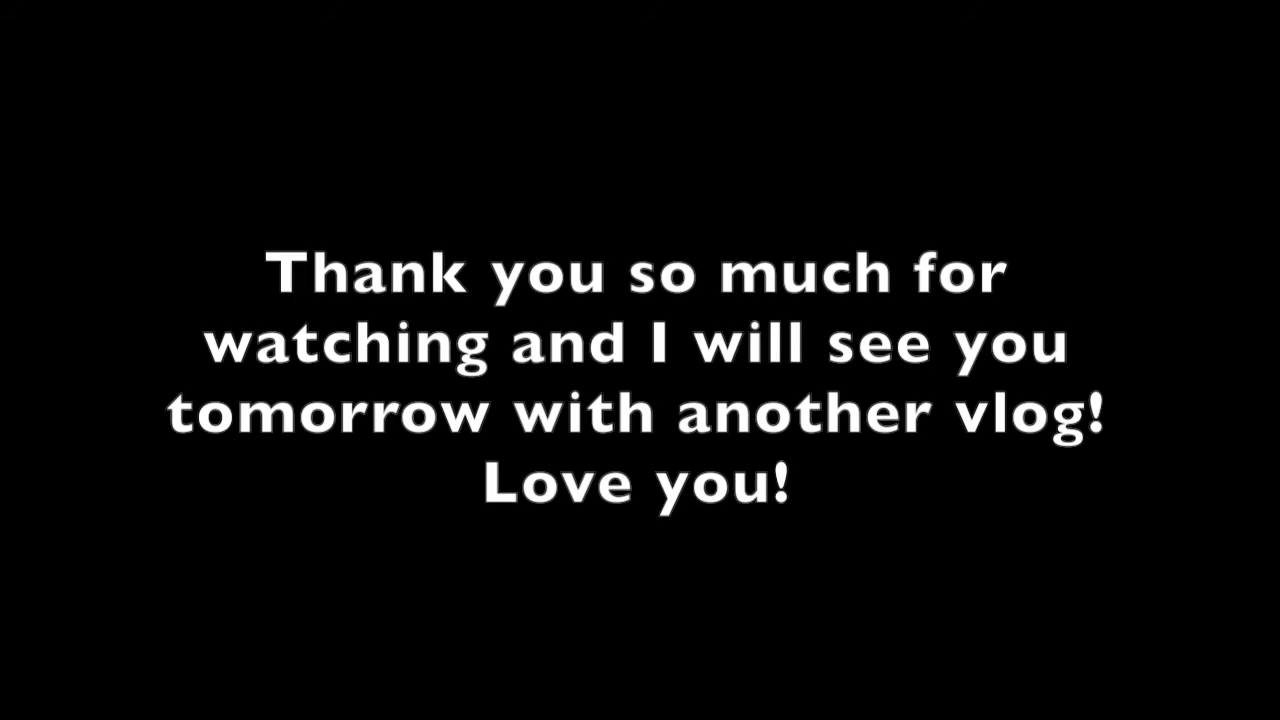 Thank you so much for
watching and I will see you
tomorrow with another vlog!
Love you!